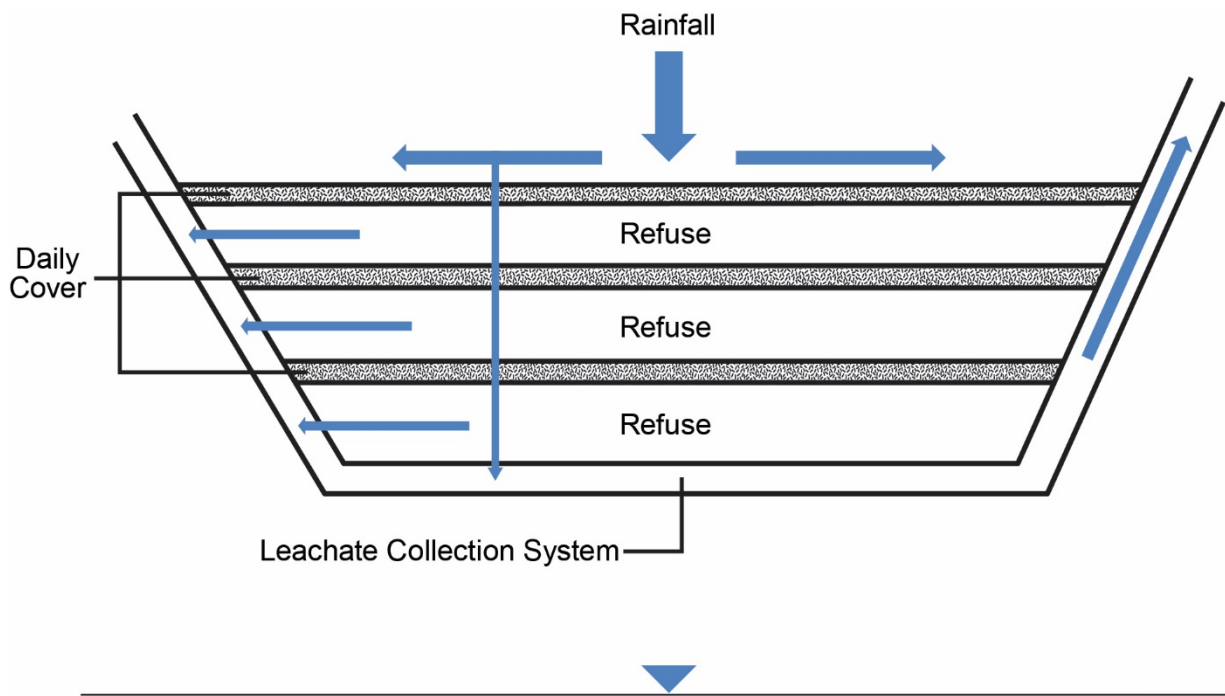 Rainfall
Refuse
Daily
Cover
Refuse
Refuse
Leachate Collection System